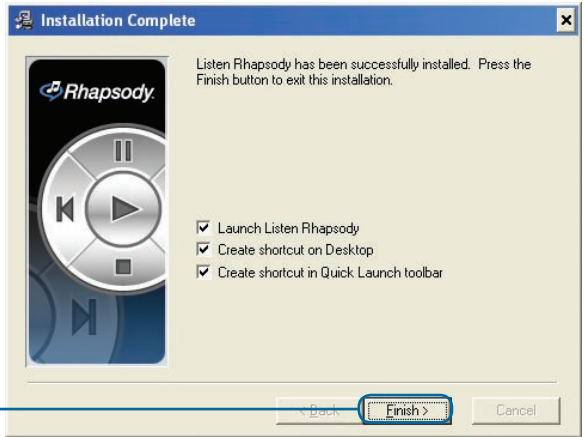 Installation Complete
Rhapsody.
Listen Rhapsody has been successfully installed. Press the
Finish button to exit this installation.
Launch Listen Rhapsody
Create shortcut on Desktop
Create shortcut in Quick Launch toolbar
< Back
Finish >
Cancel